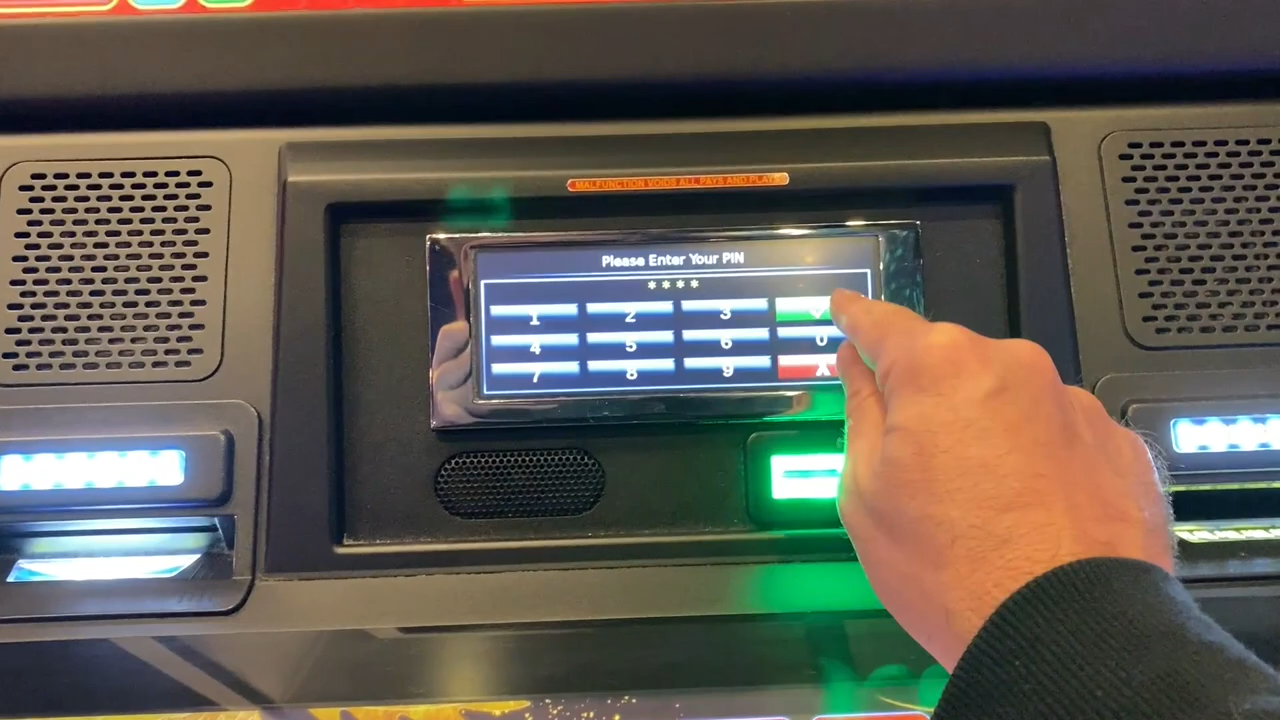 MALFUNCTION VOIDS ALL PAYS AND PLAYS
Please Enter Your PIN
****
1 2 3
4 5 6 0
7 8 9 X